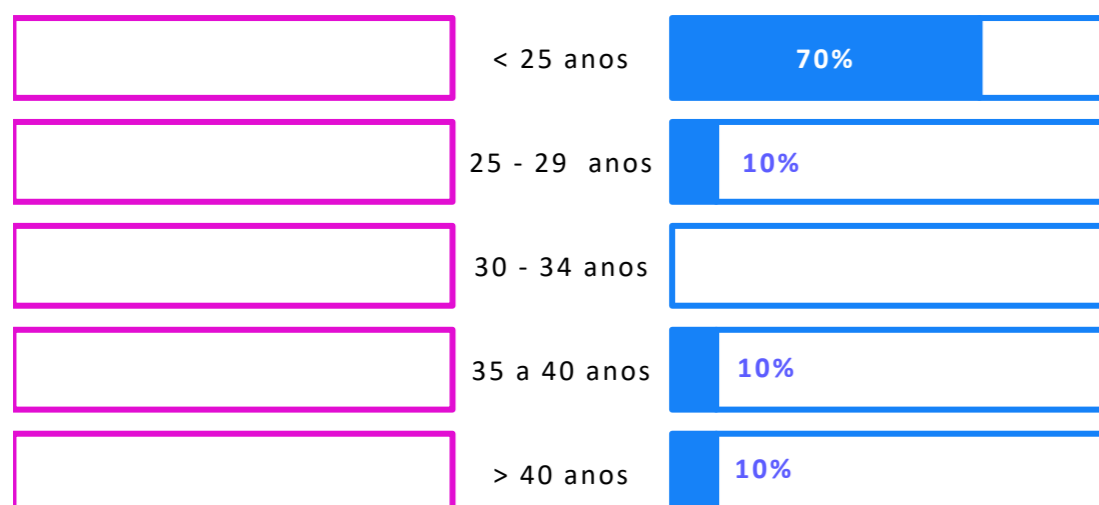 < 25 anos 70%
25 - 29 anos 10%
30 - 34 anos
35 a 40 anos 10%
> 40 anos 10%